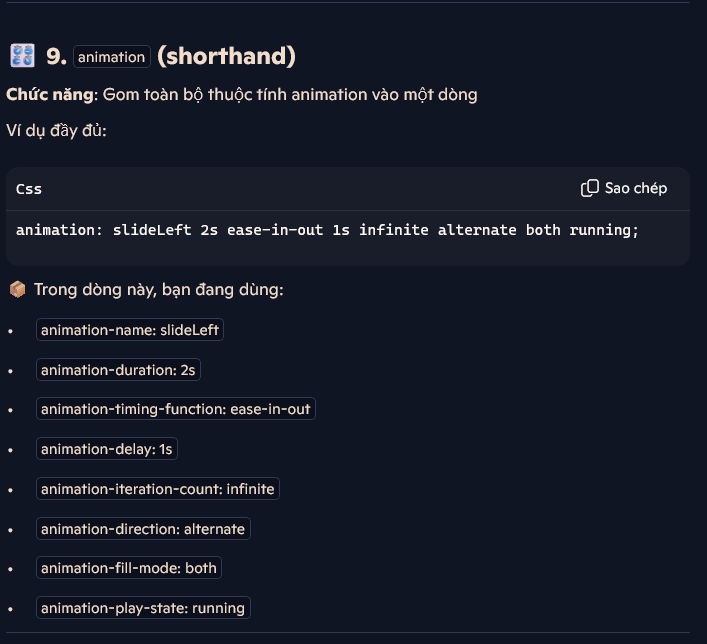 9. animation (shorthand)
Chức năng: Gom toàn bộ thuộc tính animation vào một dòng
Ví dụ đầy đủ:
Css
Sao chép
animation: slideLeft 2s ease-in-out 1s infinite alternate both running;
Trong dòng này, bạn đang dùng:
• animation-name: slideLeft
• animation-duration: 2s
• animation-timing-function: ease-in-out
• animation-delay: 1s
• animation-iteration-count: infinite
• animation-direction: alternate
• animation-fill-mode: both
• animation-play-state: running